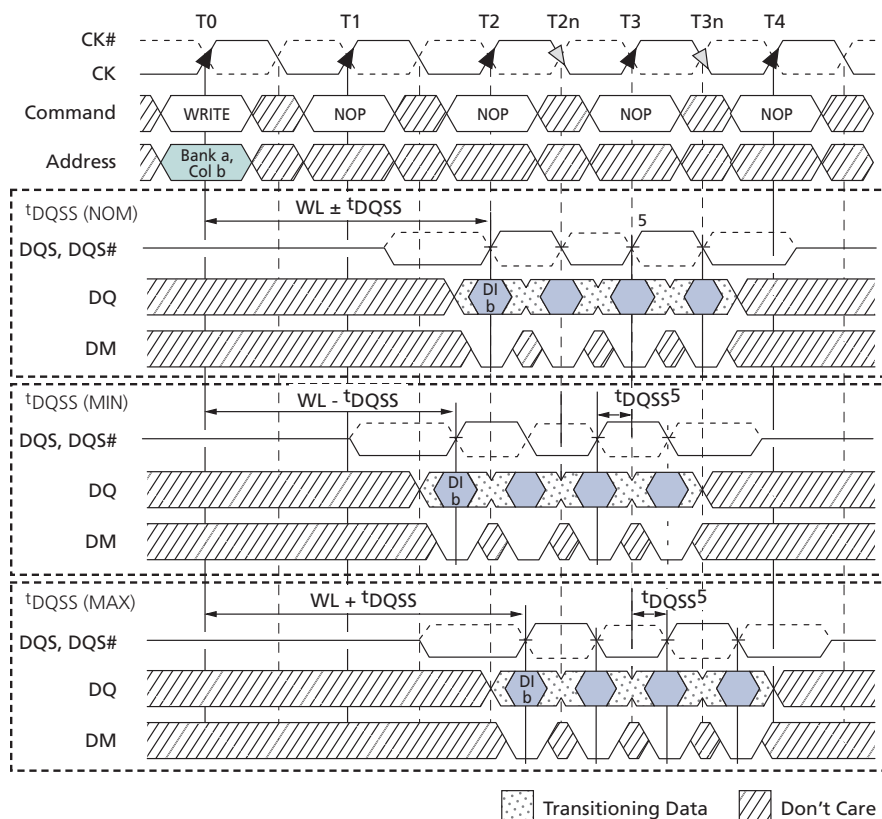 T0 T1 T2 T2n T3 T3n T4
CK#
CK
Command WRITE NOP NOP NOP NOP
Address Bank a,
Col b
tDQSS (NOM) WL ± tDQSS
5
DQS, DQS#
DQ DI
b
DM
tDQSS (MIN) WL - tDQSS tDQSS5
DQS, DQS#
DQ DI
b
DM
tDQSS (MAX) WL + tDQSS tDQSS5
DQS, DQS#
DQ DI
b
DM
Transitioning Data Don't Care